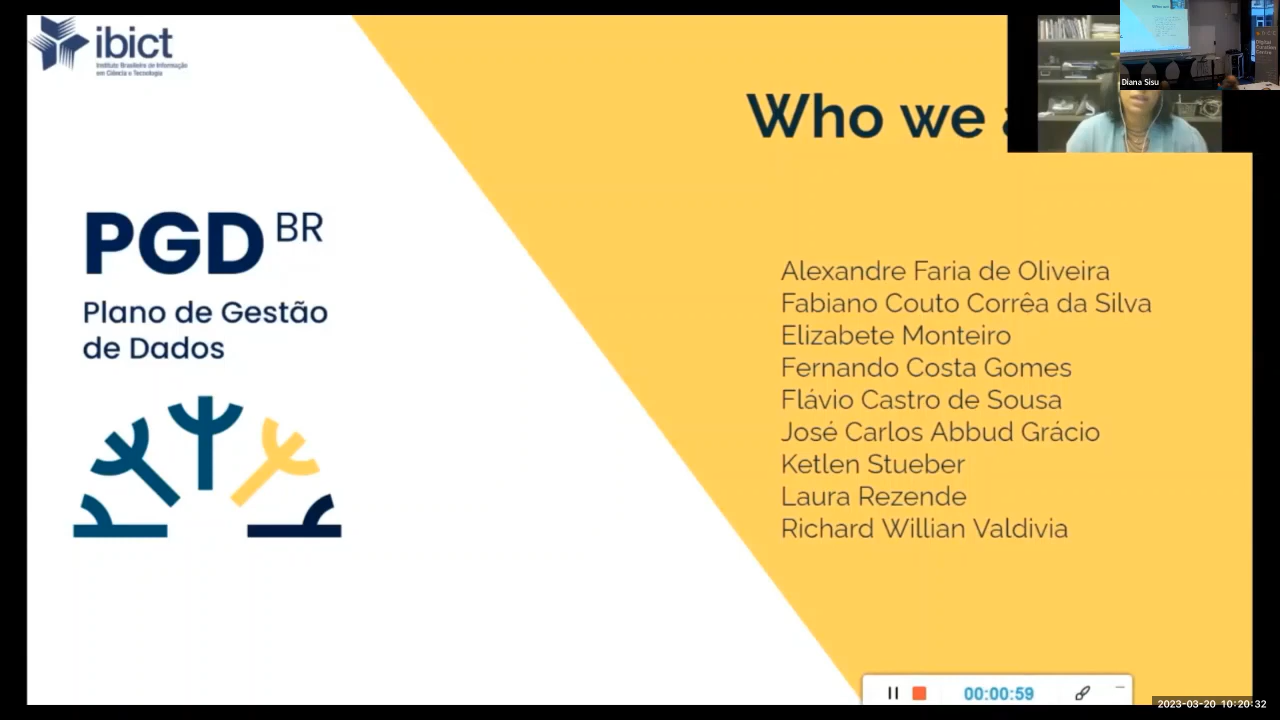 ibict
Instituto Brasileiro de Informação
em Ciência e Tecnologia
Who we
Diana Sisu
PGD BR
Plano de Gestão
de Dados
Alexandre Faria de Oliveira
Fabiano Couto Corrêa da Silva
Elizabete Monteiro
Fernando Costa Gomes
Flávio Castro de Sousa
José Carlos Abbud Grácio
Ketlen Stueber
Laura Rezende
Richard Willian Valdivia
00:00:59
2023-03-20 10:20:32